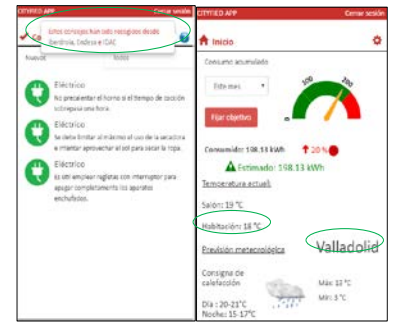 CITYFIED APP
Cerrar sesión
Estos consejos han sido recogidos desde
Iberdrola, Endesa e IDAE
Nuevos
Todos
Eléctrico
No precalentar el horno si el tiempo de cocción
sobrepasa una hora.
Eléctrico
Se debe limitar al máximo el uso de la secadora
e intentar aprovechar el sol para secar la ropa.
Eléctrico
Es útil emplear regletas con interruptor para
apagar completamente los aparatos
enchufados.
CITYFIED APP
Cerrar sesión
Inicio
Consumo acumulado
Este mes
Fijar objetivo
0
100
200
Consumido: 198.13 kWh
20 %
Estimado: 198.13 kWh
Temperatura actual:
Salón: 19 °C
Habitación: 18 °C
Previsión meteorológica
Valladolid
Consigna de
calefacción
Día : 20-21°C
Noche: 15-17°C
Máx: 13 °C
Mín: 3 °C